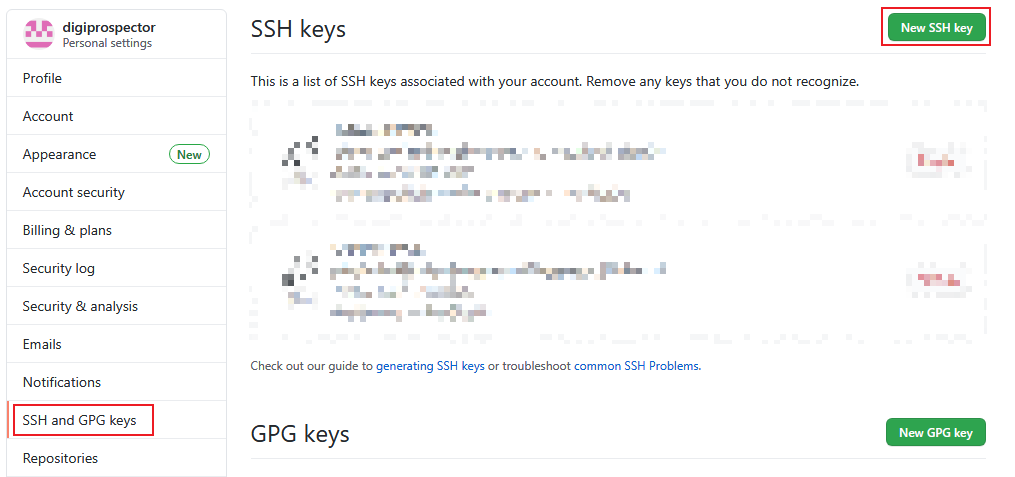 digiprospector
Personal settings
Profile
Account
Appearance New
Account security
Billing & plans
Security log
Security & analysis
Emails
Notifications
SSH and GPG keys
Repositories
SSH keys
New SSH key
This is a list of SSH keys associated with your account. Remove any keys that you do not recognize.
Check out our guide to generating SSH keys or troubleshoot common SSH Problems.
GPG keys
New GPG key